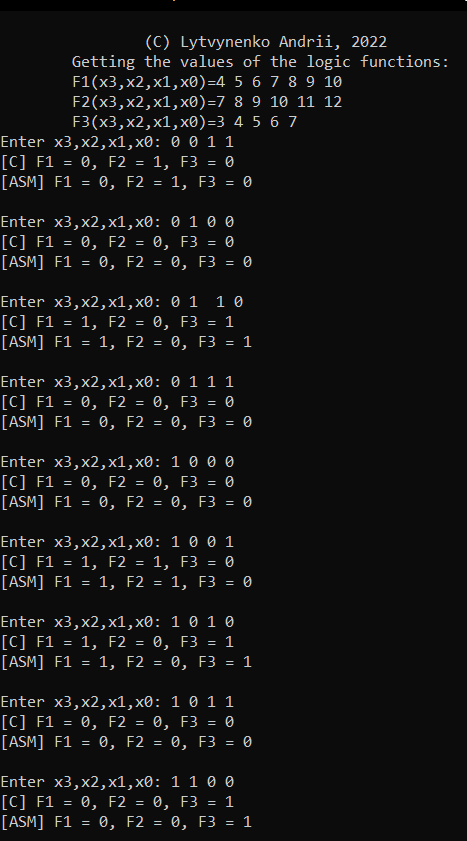 (C) Lytvynenko Andrii, 2022
Getting the values of the logic functions:
F1(x3,x2,x1,x0)=4 5 6 7 8 9 10
F2(x3,x2,x1,x0)=7 8 9 10 11 12
F3(x3,x2,x1,x0)=3 4 5 6 7
Enter x3,x2,x1,x0: 0 0 1 1
[C] F1 = 0, F2 = 1, F3 = 0
[ASM] F1 = 0, F2 = 1, F3 = 0
Enter x3,x2,x1,x0: 0 1 0 0
[C] F1 = 0, F2 = 0, F3 = 0
[ASM] F1 = 0, F2 = 0, F3 = 0
Enter x3,x2,x1,x0: 0 1  1 0
[C] F1 = 1, F2 = 0, F3 = 1
[ASM] F1 = 1, F2 = 0, F3 = 1
Enter x3,x2,x1,x0: 0 1 1 1
[C] F1 = 0, F2 = 0, F3 = 0
[ASM] F1 = 0, F2 = 0, F3 = 0
Enter x3,x2,x1,x0: 1 0 0 0
[C] F1 = 0, F2 = 0, F3 = 0
[ASM] F1 = 0, F2 = 0, F3 = 0
Enter x3,x2,x1,x0: 1 0 0 1
[C] F1 = 1, F2 = 1, F3 = 0
[ASM] F1 = 1, F2 = 1, F3 = 0
Enter x3,x2,x1,x0: 1 0 1 0
[C] F1 = 1, F2 = 0, F3 = 1
[ASM] F1 = 1, F2 = 0, F3 = 1
Enter x3,x2,x1,x0: 1 0 1 1
[C] F1 = 0, F2 = 0, F3 = 0
[ASM] F1 = 0, F2 = 0, F3 = 0
Enter x3,x2,x1,x0: 1 1 0 0
[C] F1 = 0, F2 = 0, F3 = 1
[ASM] F1 = 0, F2 = 0, F3 = 1